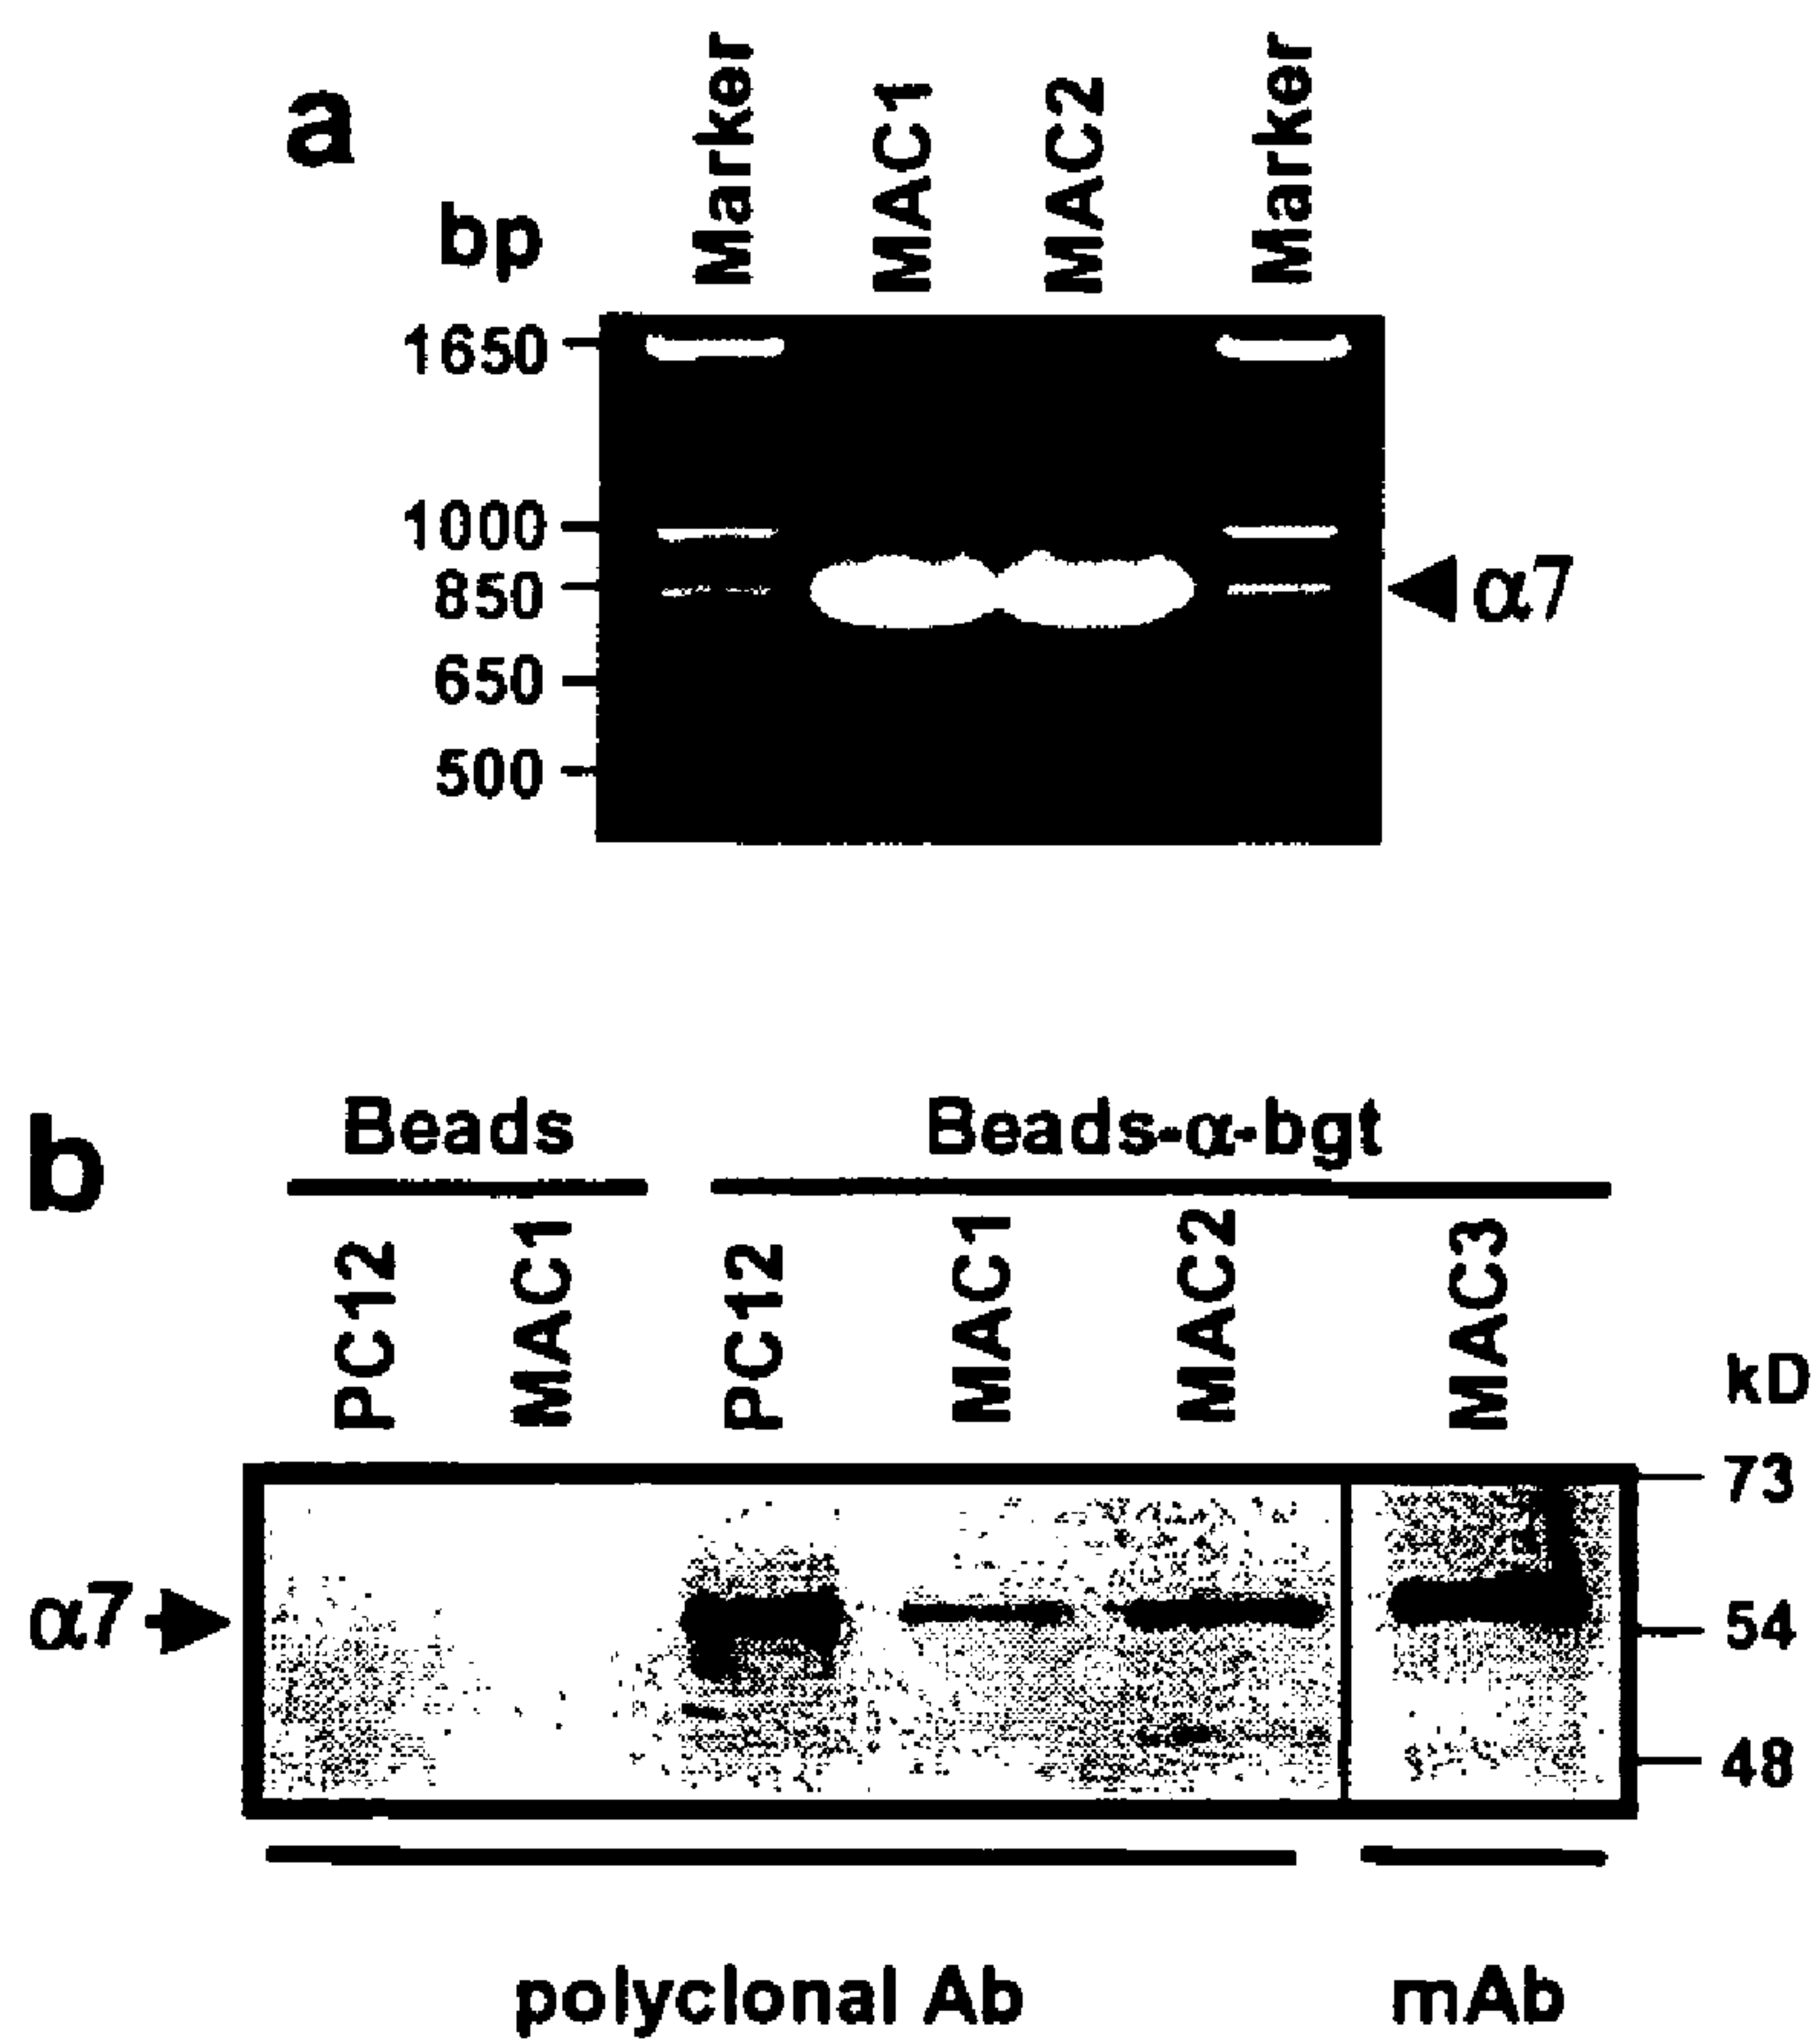 a
Marker MAC1 MAC2 Marker
bp
1650
1000
850
α7
650
500
b
Beads Beads-α-bgt
PC12 MAC1 PC12 MAC1 MAC2 MAC3
kD
73
α7
54
48
polyclonal Ab mAb